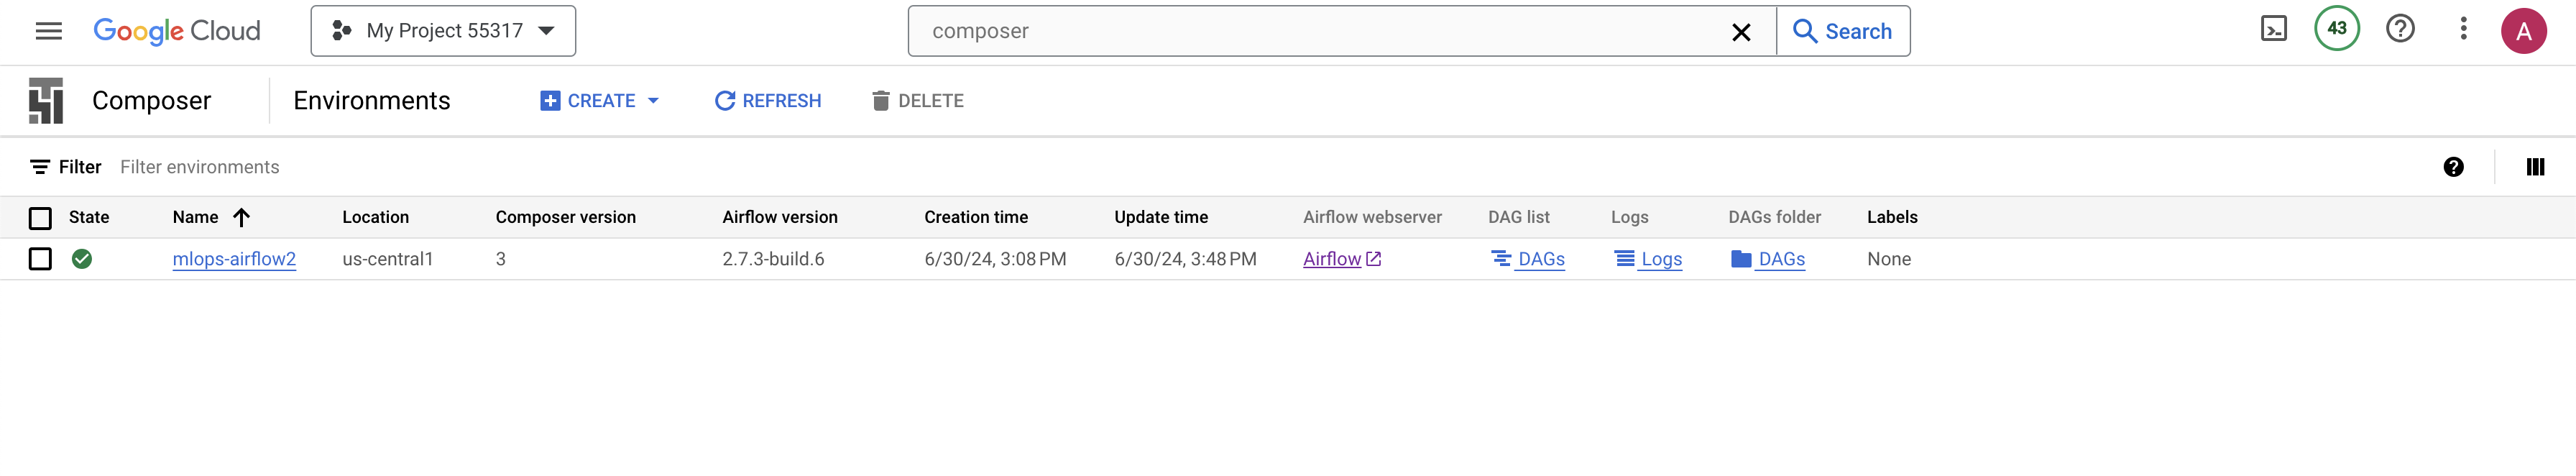 Google Cloud My Project 55317 composer Search 43 A
Composer Environments CREATE REFRESH DELETE
Filter Filter environments
State Name Location Composer version Airflow version Creation time Update time Airflow webserver DAG list Logs DAGs folder Labels
mlops-airflow2 us-central1 3 2.7.3-build.6 6/30/24, 3:08 PM 6/30/24, 3:48 PM Airflow DAGs Logs DAGs None